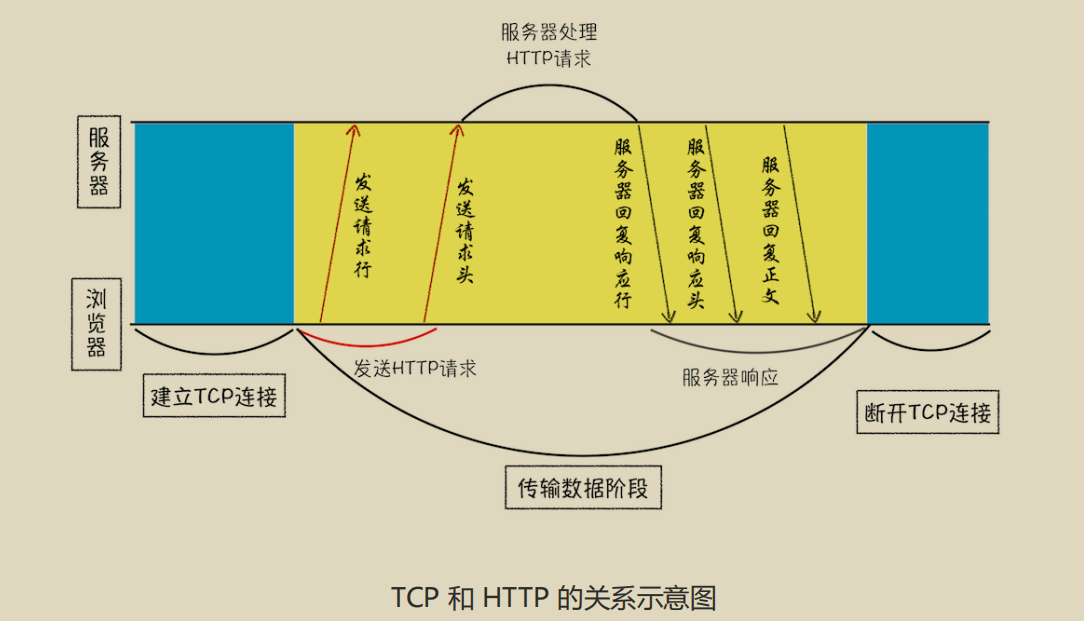 服务器处理
HTTP请求
服务器
发送请求行
发送请求头
服务器回复响应行
服务器回复响应头
服务器回复正文
浏览器
发送HTTP请求
服务器响应
建立TCP连接
断开TCP连接
传输数据阶段
TCP 和 HTTP 的关系示意图